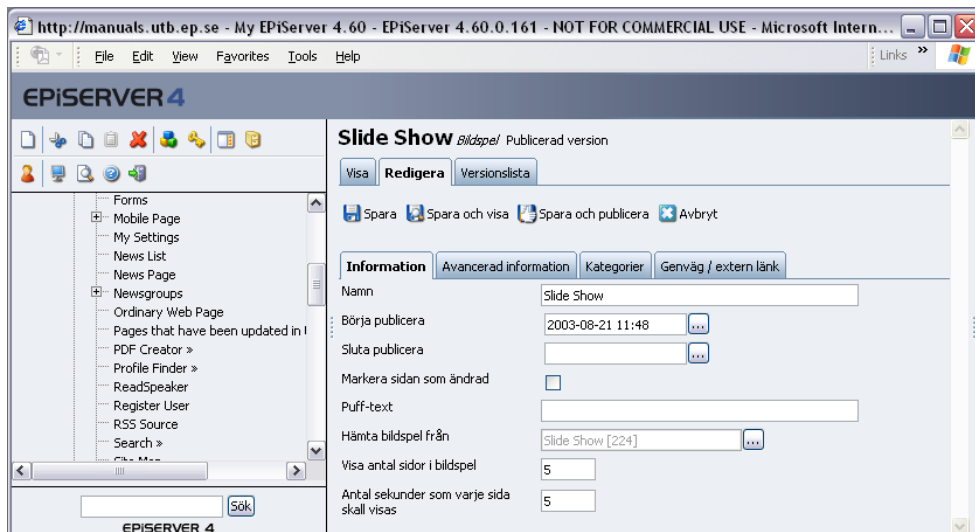 http://manuals.utb.ep.se - My EPiServer 4.60 - EPiServer 4.60.0.161 - NOT FOR COMMERCIAL USE - Microsoft Intern...
File Edit View Favorites Tools Help Links »
EPiSERVER 4
Slide Show Bildspel Publicerad version
Visa Redigera Versionslista
Spara Spara och visa Spara och publicera Avbryt
Information Avancerad information Kategorier Genväg / extern länk
Forms
Mobile Page
My Settings
News List
News Page
Newsgroups
Ordinary Web Page
Pages that have been updated in
PDF Creator »
Profile Finder »
ReadSpeaker
Register User
RSS Source
Search »
Sök
EPiSERVER 4
Namn Slide Show
Börja publicera 2003-08-21 11:48 ...
Sluta publicera ...
Markera sidan som ändrad
Puff-text
Hämta bildspel från Slide Show [224] ...
Visa antal sidor i bildspel 5
Antal sekunder som varje sida
skall visas 5